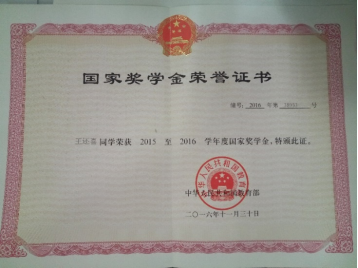 国家奖学金荣誉证书
编号: 2016 年第 号
同学荣获 2015 至 2016 学年度国家奖学金,特颁此证。
中华人民共和国教育部
二〇一六年十一月三十日